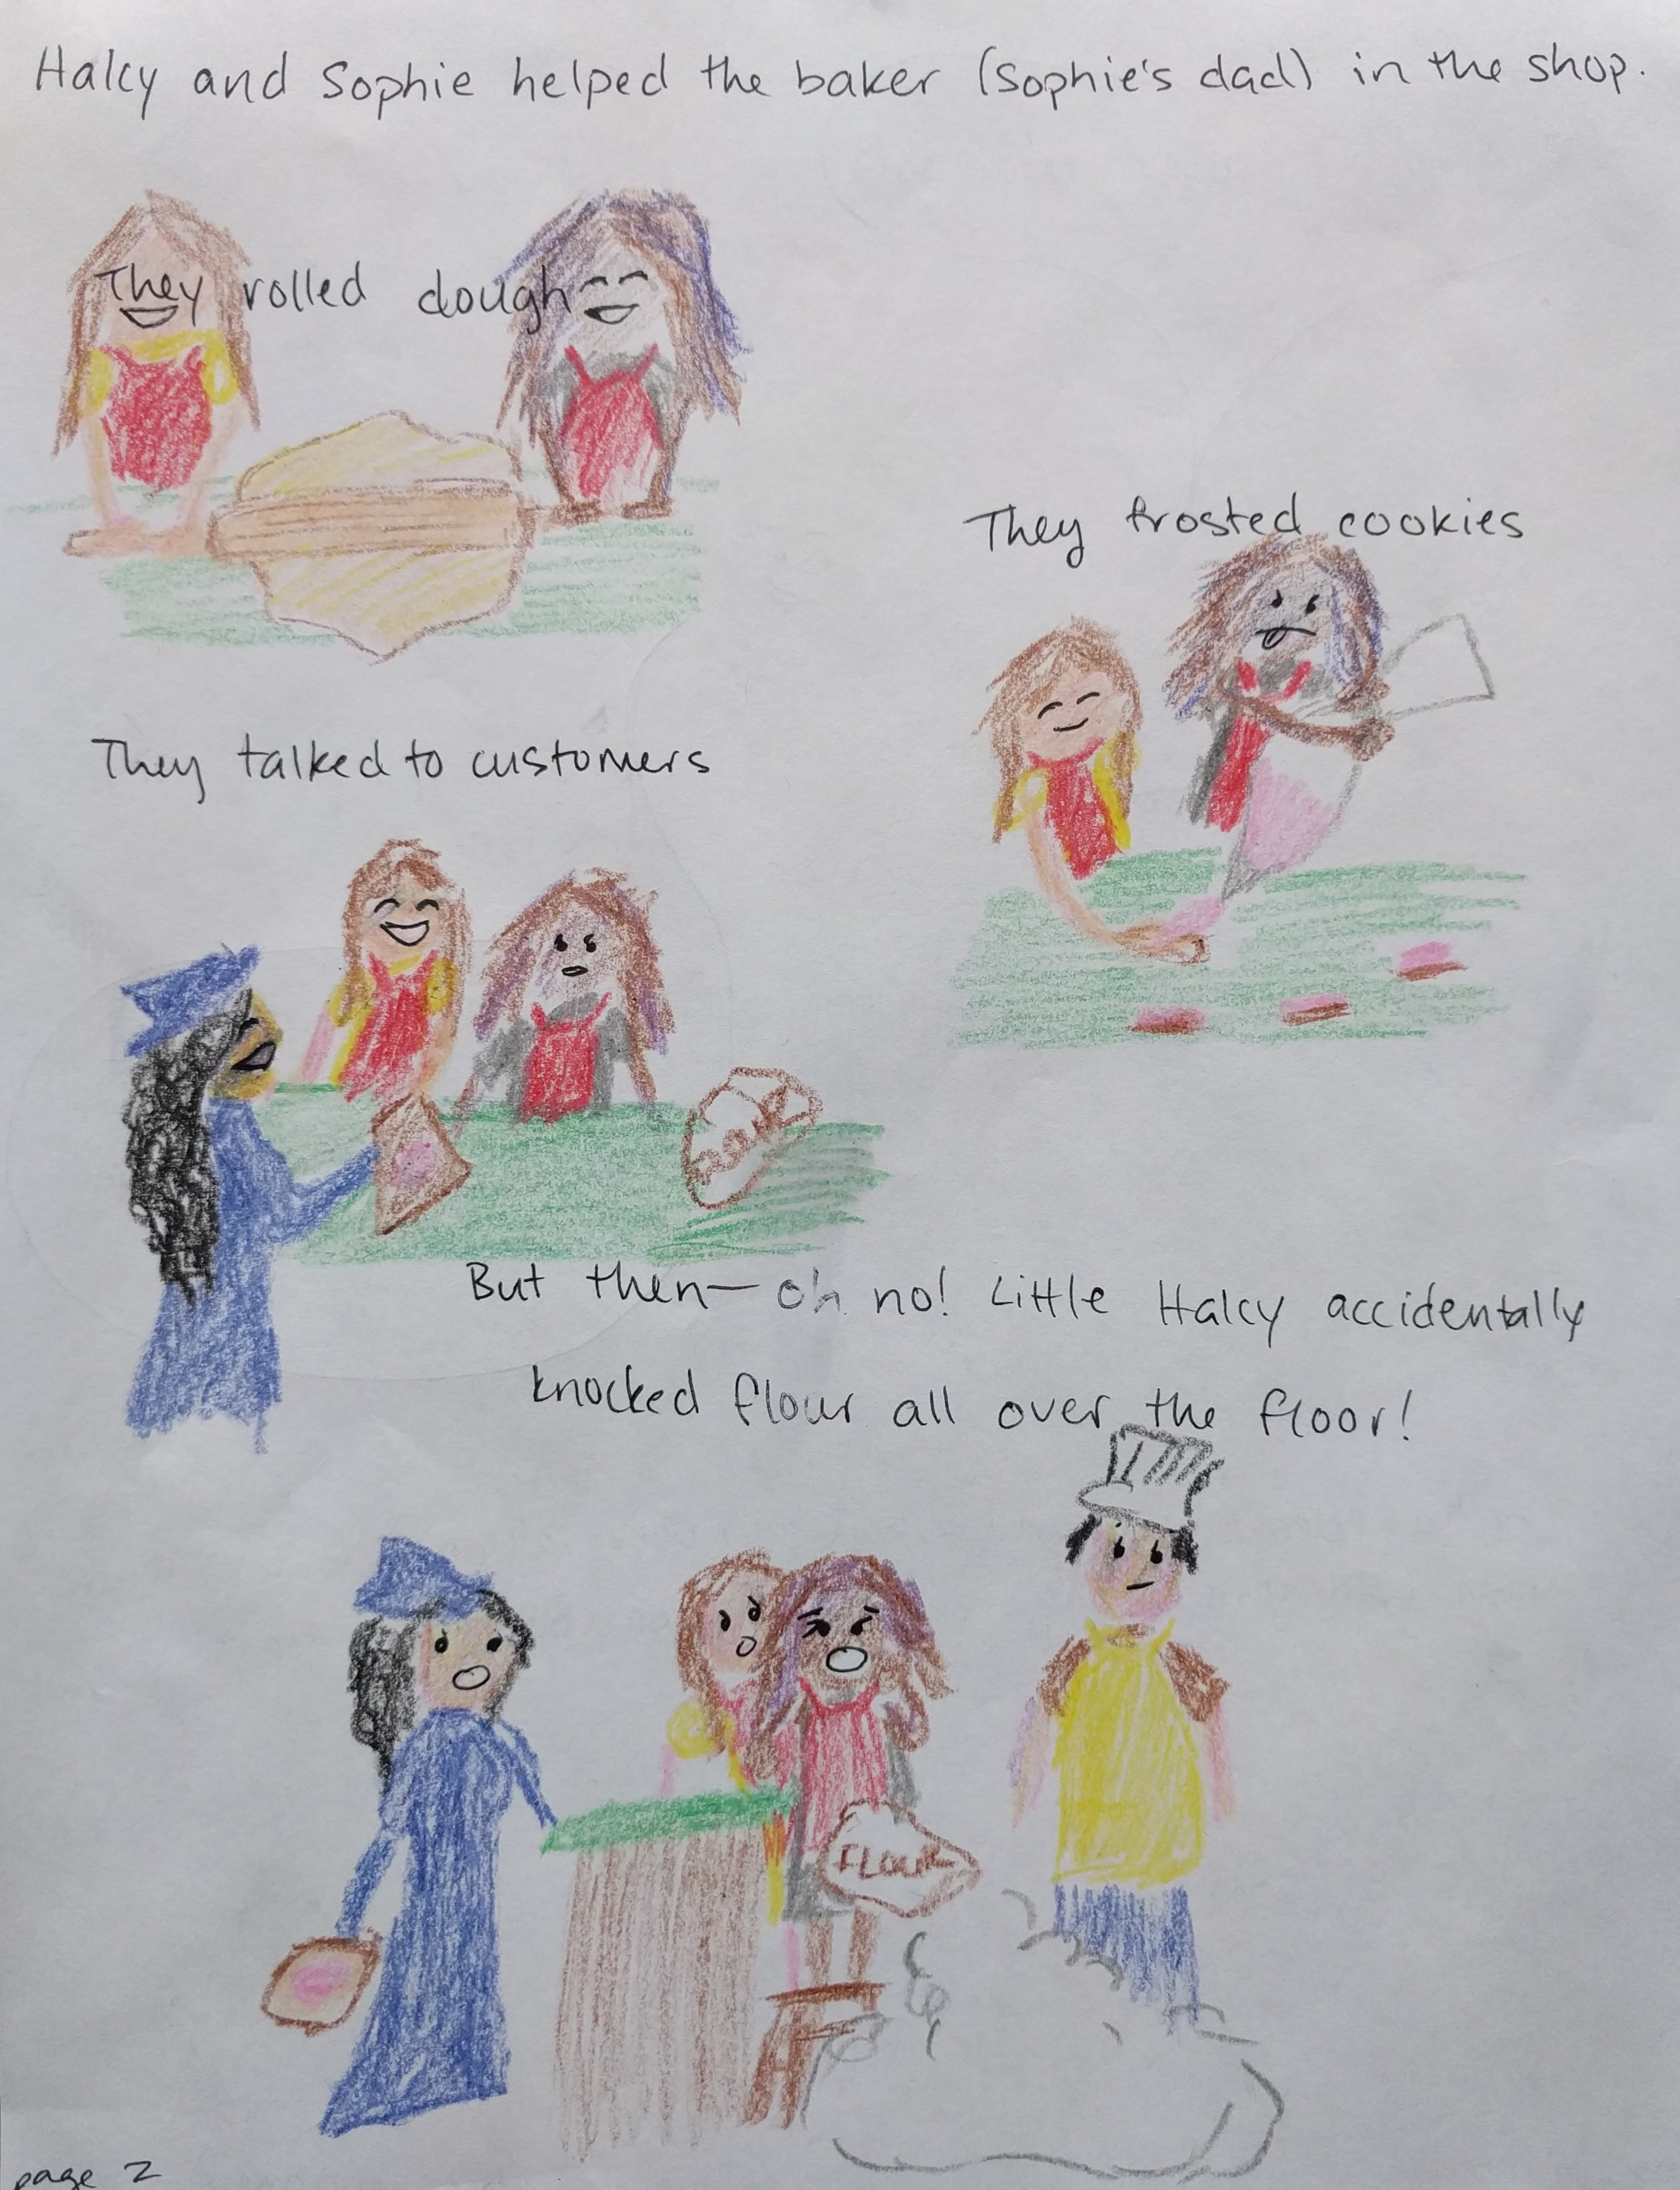 Halcy and Sophie helped the baker (Sophie's dad) in the shop.
They rolled dough
They frosted cookies
They talked to customers
But then— oh no! Little Halcy accidentally
knocked flour all over the floor!
FLOUR
page 2